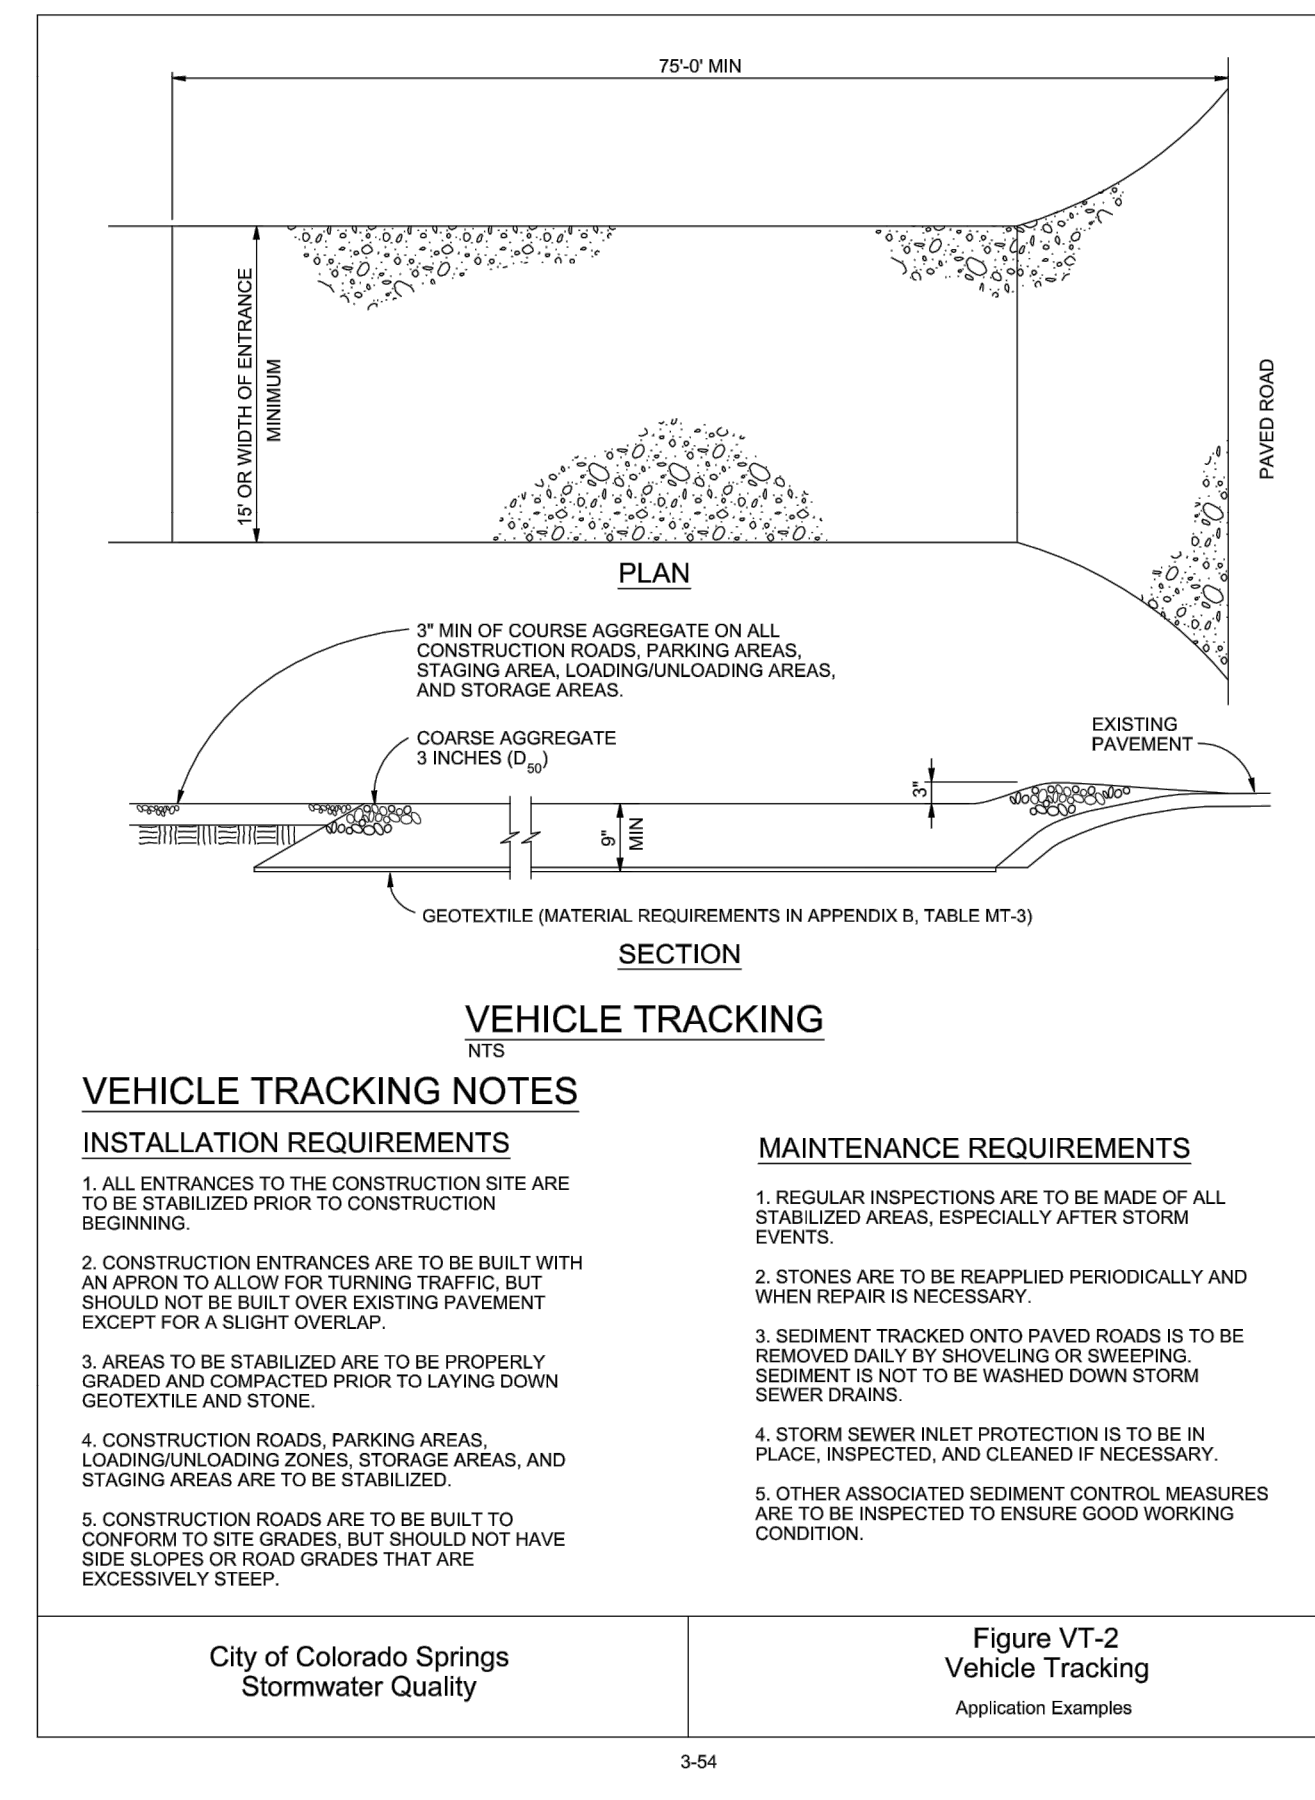 75'-0' MIN
15' OR WIDTH OF ENTRANCE
MINIMUM
PAVED ROAD
PLAN
3" MIN OF COURSE AGGREGATE ON ALL
CONSTRUCTION ROADS, PARKING AREAS,
STAGING AREA, LOADING/UNLOADING AREAS,
AND STORAGE AREAS.
COARSE AGGREGATE
3 INCHES (D50)
EXISTING
PAVEMENT
3"
9"
MIN
GEOTEXTILE (MATERIAL REQUIREMENTS IN APPENDIX B, TABLE MT-3)
SECTION
VEHICLE TRACKING
NTS
VEHICLE TRACKING NOTES
INSTALLATION REQUIREMENTS
1. ALL ENTRANCES TO THE CONSTRUCTION SITE ARE
TO BE STABILIZED PRIOR TO CONSTRUCTION
BEGINNING.
2. CONSTRUCTION ENTRANCES ARE TO BE BUILT WITH
AN APRON TO ALLOW FOR TURNING TRAFFIC, BUT
SHOULD NOT BE BUILT OVER EXISTING PAVEMENT
EXCEPT FOR A SLIGHT OVERLAP.
3. AREAS TO BE STABILIZED ARE TO BE PROPERLY
GRADED AND COMPACTED PRIOR TO LAYING DOWN
GEOTEXTILE AND STONE.
4. CONSTRUCTION ROADS, PARKING AREAS,
LOADING/UNLOADING ZONES, STORAGE AREAS, AND
STAGING AREAS ARE TO BE STABILIZED.
5. CONSTRUCTION ROADS ARE TO BE BUILT TO
CONFORM TO SITE GRADES, BUT SHOULD NOT HAVE
SIDE SLOPES OR ROAD GRADES THAT ARE
EXCESSIVELY STEEP.
MAINTENANCE REQUIREMENTS
1. REGULAR INSPECTIONS ARE TO BE MADE OF ALL
STABILIZED AREAS, ESPECIALLY AFTER STORM
EVENTS.
2. STONES ARE TO BE REAPPLIED PERIODICALLY AND
WHEN REPAIR IS NECESSARY.
3. SEDIMENT TRACKED ONTO PAVED ROADS IS TO BE
REMOVED DAILY BY SHOVELING OR SWEEPING.
SEDIMENT IS NOT TO BE WASHED DOWN STORM
SEWER DRAINS.
4. STORM SEWER INLET PROTECTION IS TO BE IN
PLACE, INSPECTED, AND CLEANED IF NECESSARY.
5. OTHER ASSOCIATED SEDIMENT CONTROL MEASURES
ARE TO BE INSPECTED TO ENSURE GOOD WORKING
CONDITION.
City of Colorado Springs
Stormwater Quality
Figure VT-2
Vehicle Tracking
Application Examples
3-54